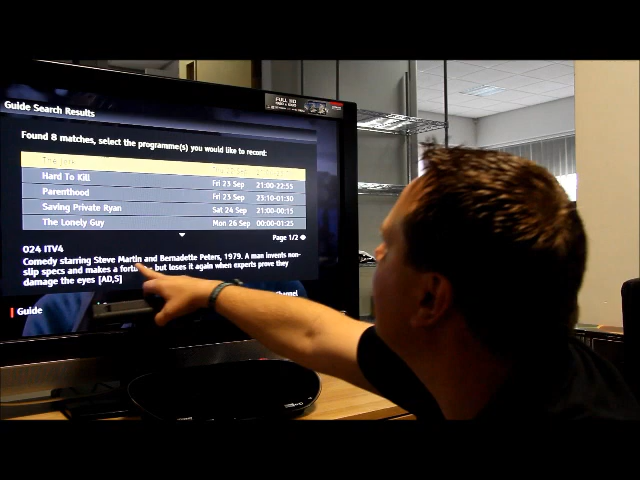 FULL HD
Guide Search Results
Found 8 matches, select the programme(s) you would like to record:
The Jerk
Hard To Kill Fri 23 Sep 21:00-22:55
Parenthood Fri 23 Sep 23:10-01:30
Saving Private Ryan Sat 24 Sep 21:00-00:15
The Lonely Guy Mon 26 Sep 00:00-01:25
Page 1/2
024 ITV4
Comedy starring Steve Martin and Bernadette Peters, 1979. A man invents non-
slip specs and makes a but loses it again when experts prove they
damage the eyes [AD,S]
Guide Channel